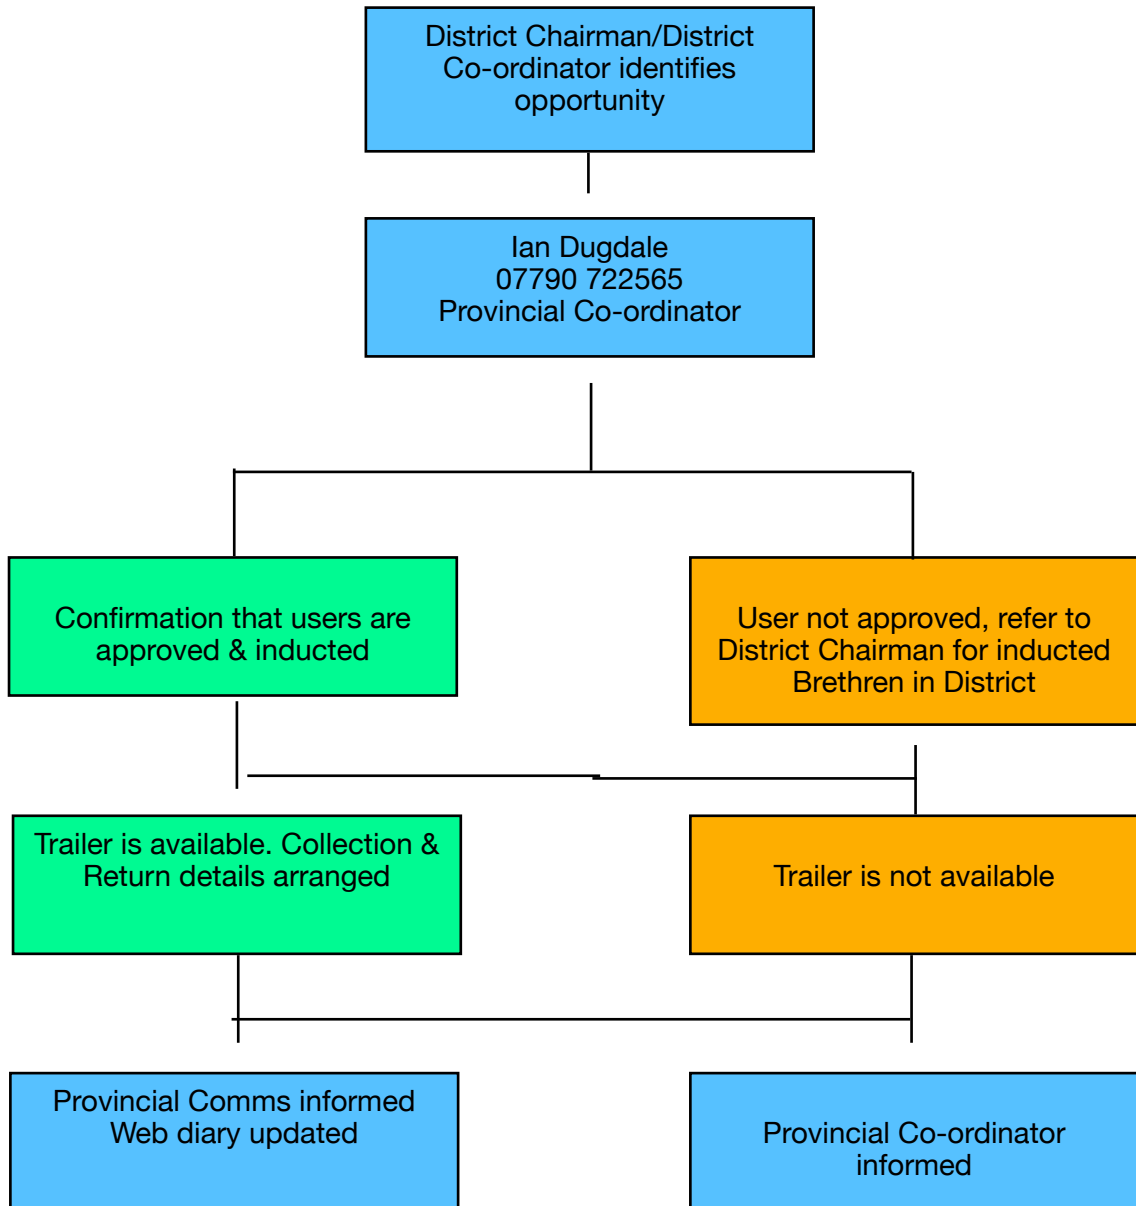 District Chairman/District
Co-ordinator identifies
opportunity
Ian Dugdale
07790 722565
Provincial Co-ordinator
Confirmation that users are
approved & inducted
User not approved, refer to
District Chairman for inducted
Brethren in District
Trailer is available. Collection &
Return details arranged
Trailer is not available
Provincial Comms informed
Web diary updated
Provincial Co-ordinator
informed